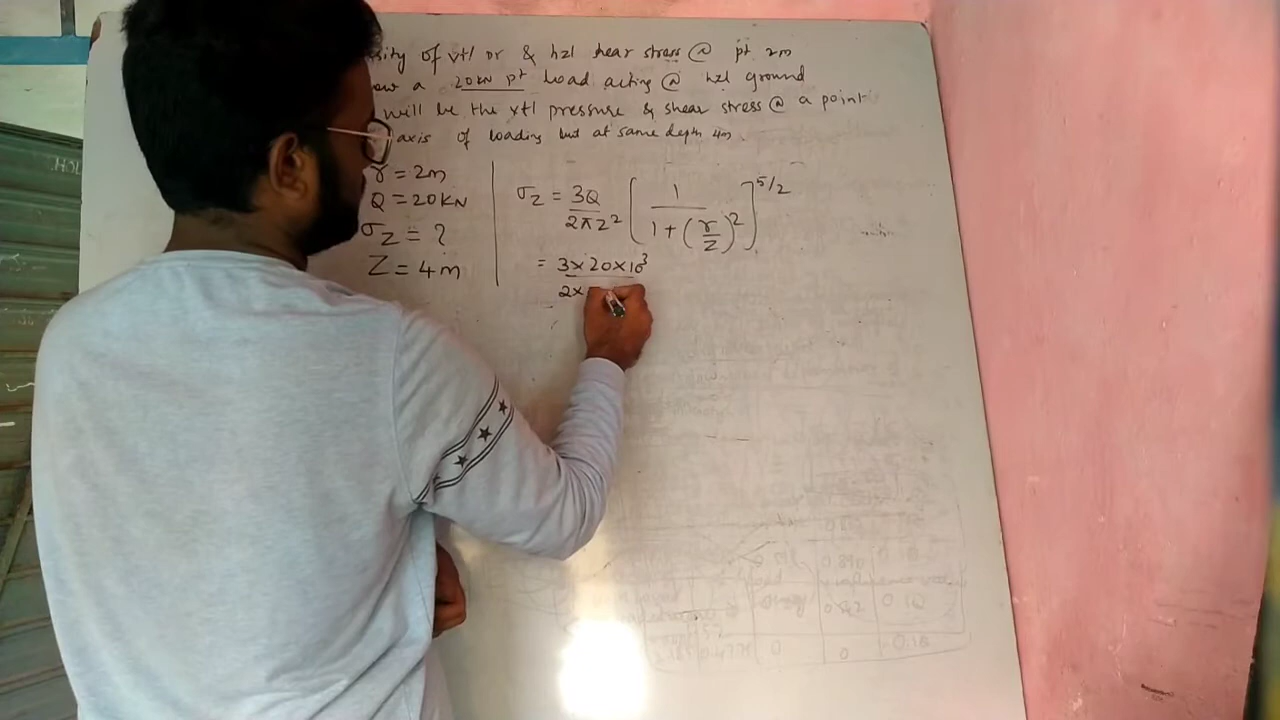 sity of vtl or & hzl shear stress @ pt 2m
ow a 20kN pt Load acting @ hzl ground
will be the vtl pressure & shear stress @ a point
axis of loading but at same depth 4m.
r = 2m
Q = 20KN
σz = ?
Z = 4m
σz = 3Q / 2πz² [ 1 / 1 + (r/z)² ]^5/2
= 3×20×10³
2×